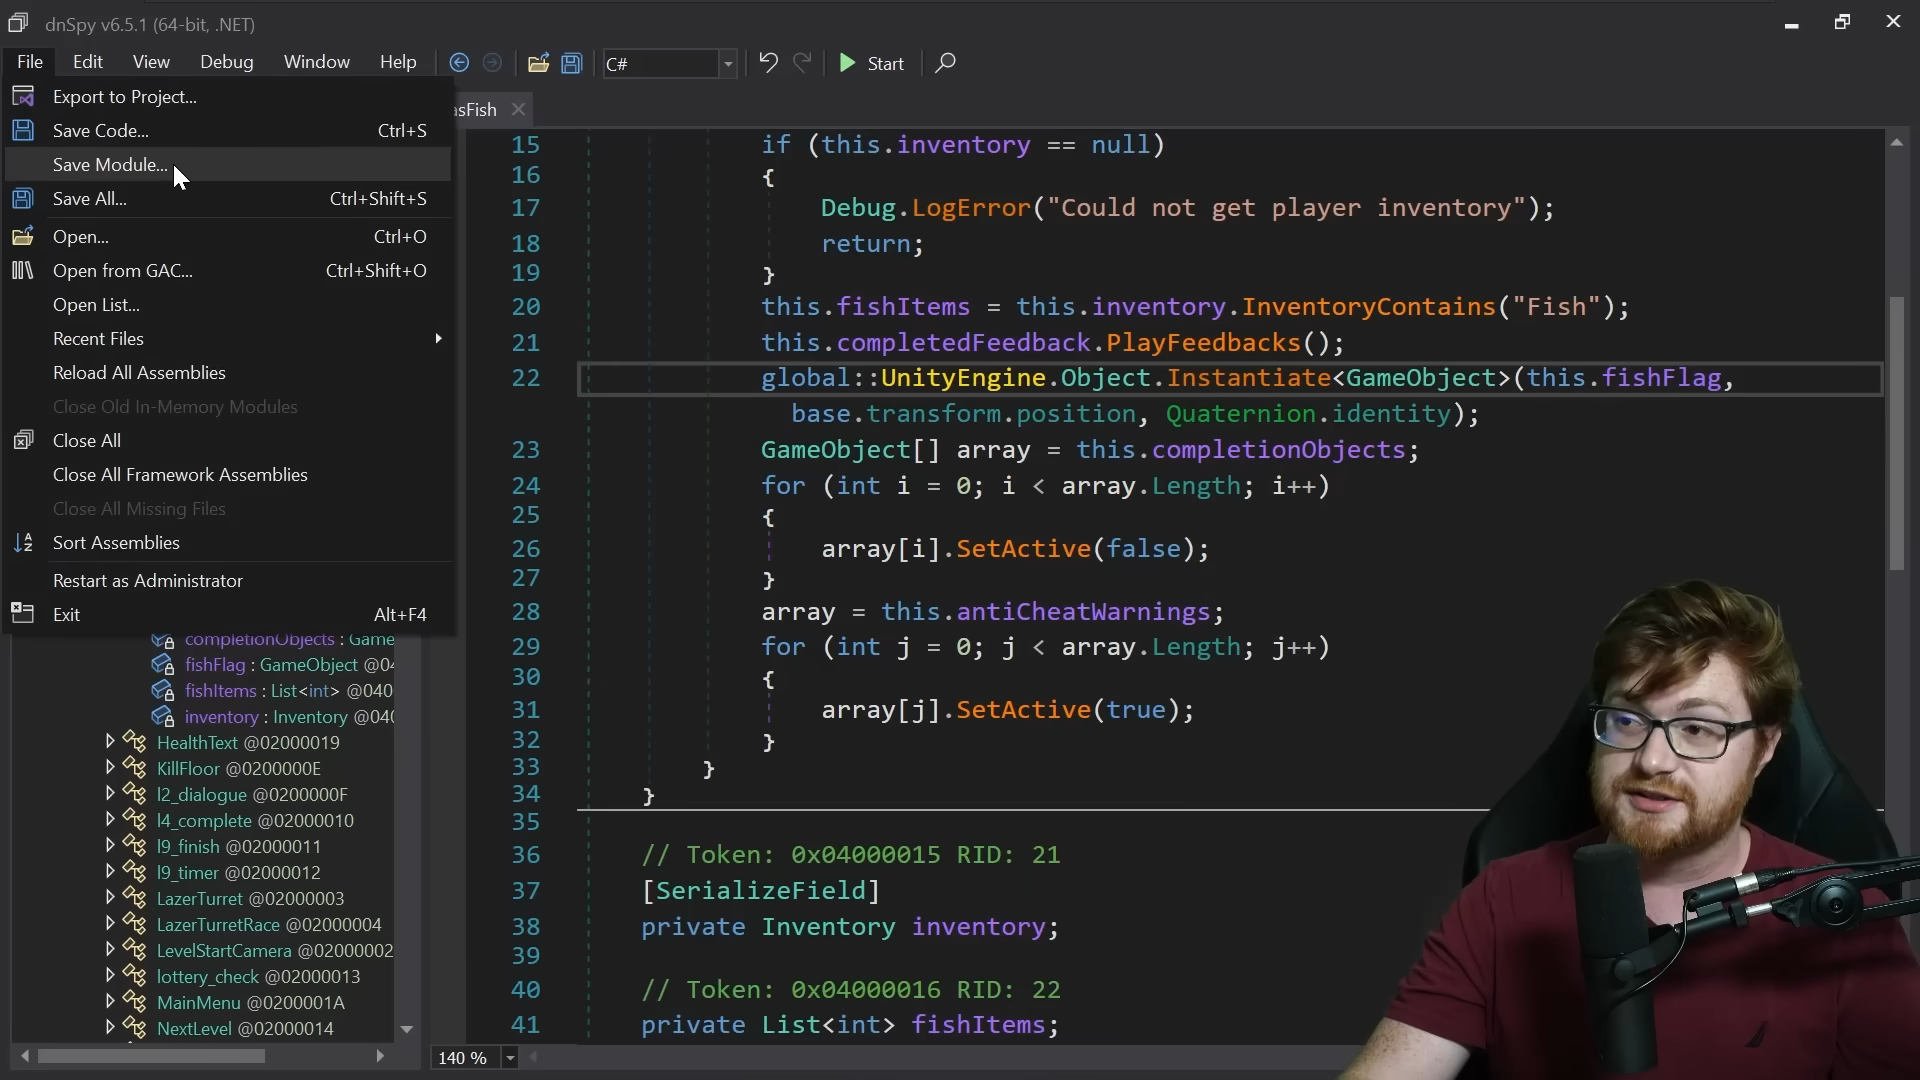 dnSpy v6.5.1 (64-bit, .NET)
File Edit View Debug Window Help C# Start
Export to Project...
Save Code... Ctrl+S
Save Module...
Save All... Ctrl+Shift+S
Open... Ctrl+O
Open from GAC... Ctrl+Shift+O
Open List...
Recent Files
Reload All Assemblies
Close Old In-Memory Modules
Close All
Close All Framework Assemblies
Close All Missing Files
Sort Assemblies
Restart as Administrator
Exit Alt+F4
completionObjects : Game
fishFlag : GameObject @04
fishItems : List<int> @040
inventory : Inventory @040
HealthText @02000019
KillFloor @0200000E
l2_dialogue @0200000F
l4_complete @02000010
l9_finish @02000011
l9_timer @02000012
LazerTurret @02000003
LazerTurretRace @02000004
LevelStartCamera @02000002
lottery_check @02000013
MainMenu @0200001A
NextLevel @02000014
asFish
15 if (this.inventory == null)
16 {
17 Debug.LogError("Could not get player inventory");
18 return;
19 }
20 this.fishItems = this.inventory.InventoryContains("Fish");
21 this.completedFeedback.PlayFeedbacks();
22 global::UnityEngine.Object.Instantiate<GameObject>(this.fishFlag,
base.transform.position, Quaternion.identity);
23 GameObject[] array = this.completionObjects;
24 for (int i = 0; i < array.Length; i++)
25 {
26 array[i].SetActive(false);
27 }
28 array = this.antiCheatWarnings;
29 for (int j = 0; j < array.Length; j++)
30 {
31 array[j].SetActive(true);
32 }
33 }
34 }
35
36 // Token: 0x04000015 RID: 21
37 [SerializeField]
38 private Inventory inventory;
39
40 // Token: 0x04000016 RID: 22
41 private List<int> fishItems;
140 %